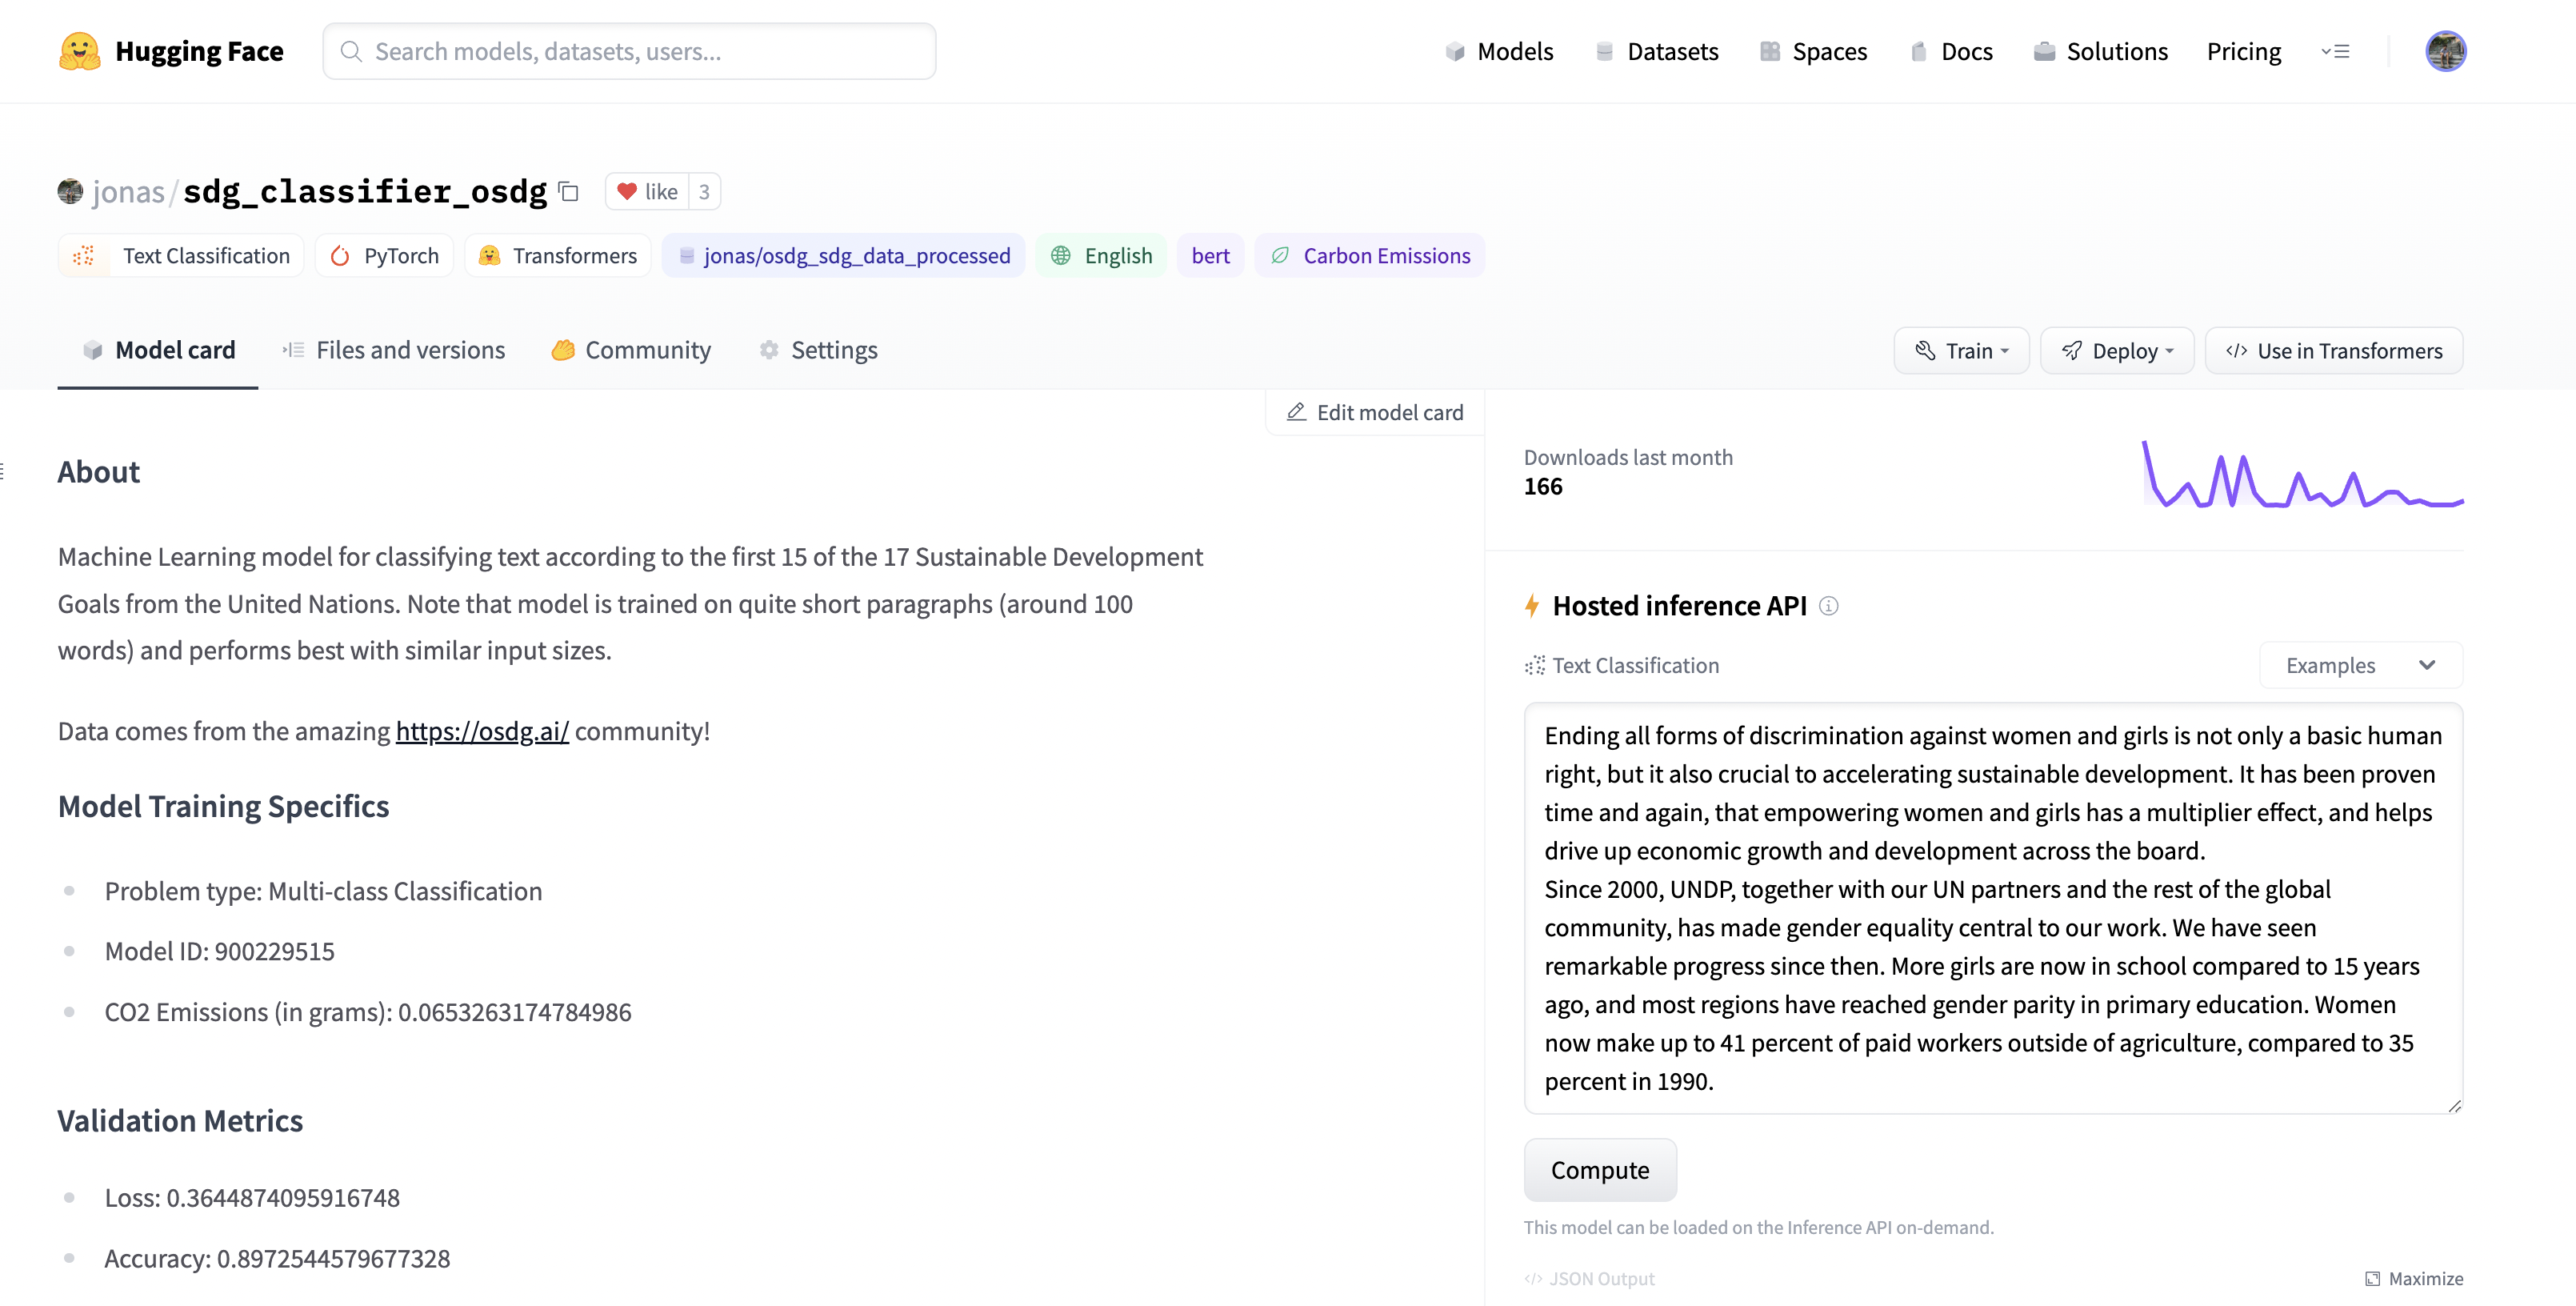 Hugging Face
Search models, datasets, users...
Models
Datasets
Spaces
Docs
Solutions
Pricing
jonas/sdg_classifier_osdg
like 3
Text Classification
PyTorch
Transformers
jonas/osdg_sdg_data_processed
English
bert
Carbon Emissions
Model card
Files and versions
Community
Settings
Train
Deploy
</> Use in Transformers
Edit model card
About
Machine Learning model for classifying text according to the first 15 of the 17 Sustainable Development
Goals from the United Nations. Note that model is trained on quite short paragraphs (around 100
words) and performs best with similar input sizes.
Data comes from the amazing https://osdg.ai/ community!
Model Training Specifics
Problem type: Multi-class Classification
Model ID: 900229515
CO2 Emissions (in grams): 0.0653263174784986
Validation Metrics
Loss: 0.3644874095916748
Accuracy: 0.8972544579677328
Downloads last month
166
Hosted inference API
Text Classification
Examples
Ending all forms of discrimination against women and girls is not only a basic human
right, but it also crucial to accelerating sustainable development. It has been proven
time and again, that empowering women and girls has a multiplier effect, and helps
drive up economic growth and development across the board.
Since 2000, UNDP, together with our UN partners and the rest of the global
community, has made gender equality central to our work. We have seen
remarkable progress since then. More girls are now in school compared to 15 years
ago, and most regions have reached gender parity in primary education. Women
now make up to 41 percent of paid workers outside of agriculture, compared to 35
percent in 1990.
Compute
This model can be loaded on the Inference API on-demand.
</> JSON Output
Maximize